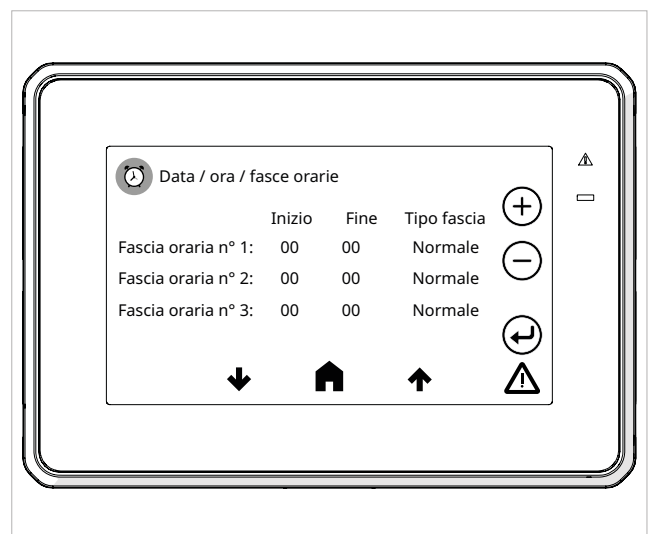 Data / ora / fasce orarie
Inizio Fine Tipo fascia
Fascia oraria n° 1: 00 00 Normale
Fascia oraria n° 2: 00 00 Normale
Fascia oraria n° 3: 00 00 Normale